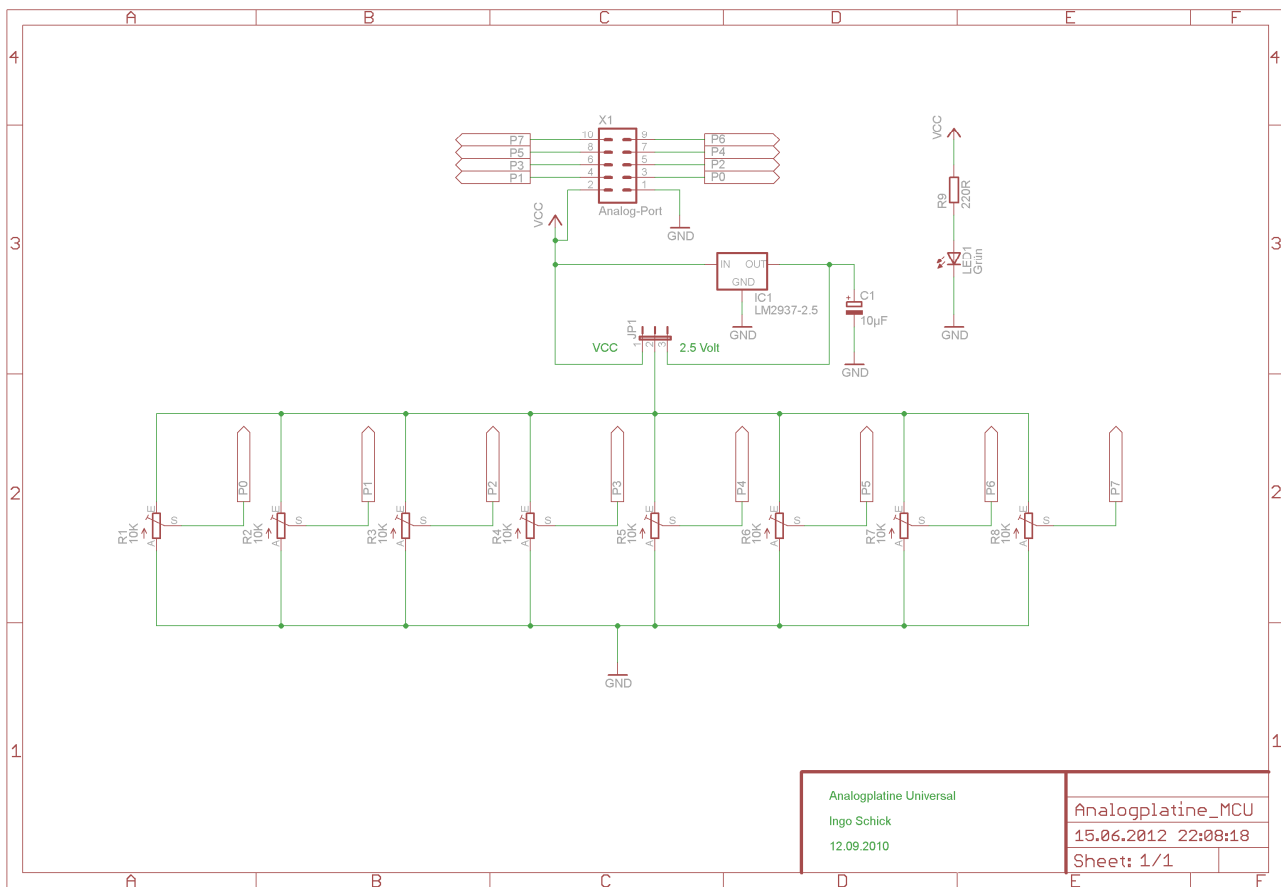 A B C D E F
4 4
X1
P7 10 9 P6
P5 8 7 P4
P3 6 5 P2
P1 4 3 P0
2 1
Analog-Port
VCC
GND
VCC
R9
220R
LED1
Grün
GND
3 3
IN OUT
GND
IC1
LM2937-2.5
GND
C1
+
10µF
GND
JP1
1 2 3
VCC 2.5 Volt
2 2
P0 P1 P2 P3 P4 P5 P6 P7
R1 10K E S A
R2 10K E S A
R3 10K E S A
R4 10K E S A
R5 10K E S A
R6 10K E S A
R7 10K E S A
R8 10K E S A
GND
1 1
Analogplatine Universal
Ingo Schick
12.09.2010
Analogplatine_MCU
15.06.2012 22:08:18
Sheet: 1/1
A B C D E F